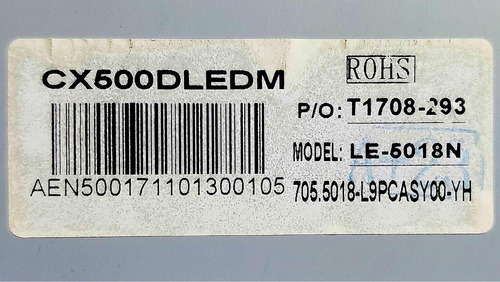 CX500DLEDM
ROHS
P/O: T1708-293
MODEL: LE-5018N
AEN500171101300105
705.5018-L9PCASY00-YH